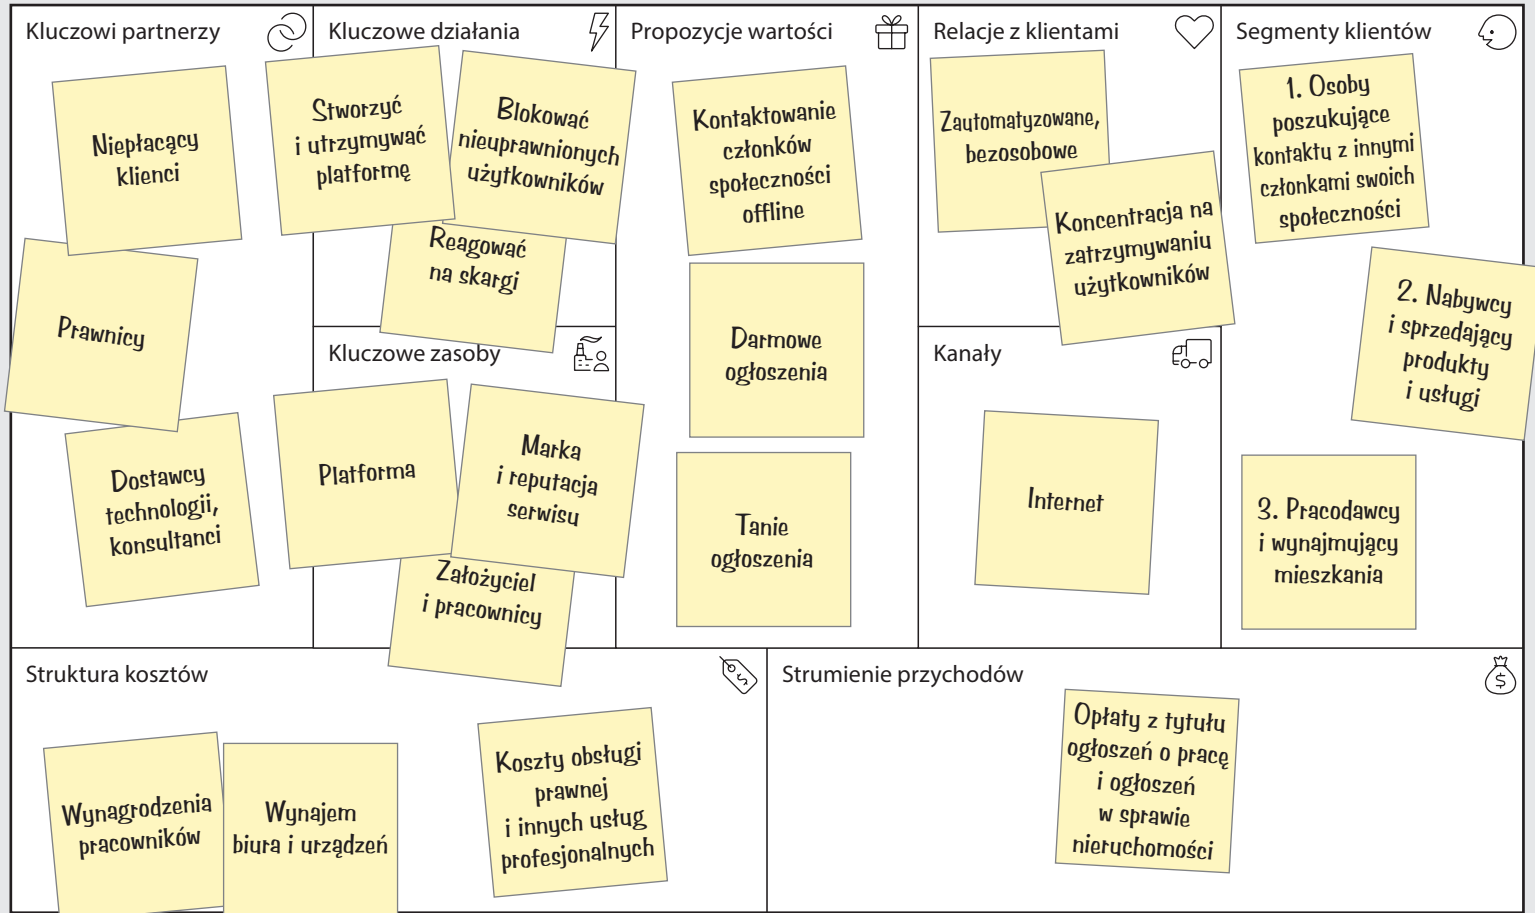 Kluczowi partnerzy
Niepłacący
klienci
Prawnicy
Dostawcy
technologii,
konsultanci
Kluczowe działania
Stworzyć
i utrzymywać
platformę
Blokować
nieuprawnionych
użytkowników
Reagować
na skargi
Kluczowe zasoby
Platforma
Marka
i reputacja
serwisu
Założyciel
i pracownicy
Propozycje wartości
Kontaktowanie
członków
społeczności
offline
Darmowe
ogłoszenia
Tanie
ogłoszenia
Relacje z klientami
Zautomatyzowane,
bezosobowe
Koncentracja na
zatrzymywaniu
użytkowników
Kanały
Internet
Segmenty klientów
1. Osoby
poszukujące
kontaktu z innymi
członkami swoich
społeczności
2. Nabywcy
i sprzedający
produkty
i usługi
3. Pracodawcy
i wynajmujący
mieszkania
Struktura kosztów
Wynagrodzenia
pracowników
Wynajem
biura i urządzeń
Koszty obsługi
prawnej
i innych usług
profesjonalnych
Strumienie przychodów
Opłaty z tytułu
ogłoszeń o pracę
i ogłoszeń
w sprawie
nieruchomości